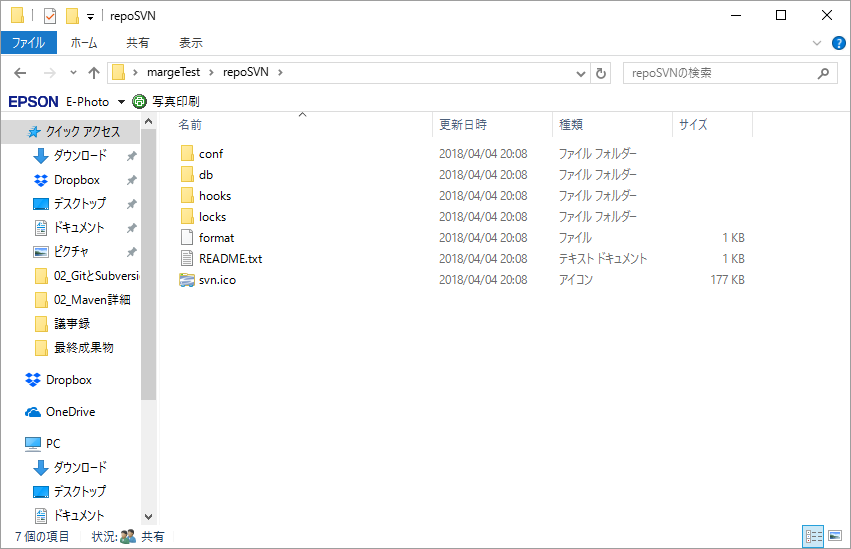 repoSVN
ファイル ホーム 共有 表示
margeTest repoSVN repoSVNの検索
EPSON E-Photo 写真印刷
名前 更新日時 種類 サイズ
クイック アクセス
ダウンロード
Dropbox
デスクトップ
ドキュメント
ピクチャ
02_GitとSubversi
02_Maven詳細
議事録
最終成果物
Dropbox
OneDrive
PC
ダウンロード
デスクトップ
ドキュメント
conf 2018/04/04 20:08 ファイル フォルダー
db 2018/04/04 20:08 ファイル フォルダー
hooks 2018/04/04 20:08 ファイル フォルダー
locks 2018/04/04 20:08 ファイル フォルダー
format 2018/04/04 20:08 ファイル 1 KB
README.txt 2018/04/04 20:08 テキスト ドキュメント 1 KB
svn.ico 2018/04/04 20:08 アイコン 177 KB
7 個の項目 状況: 共有